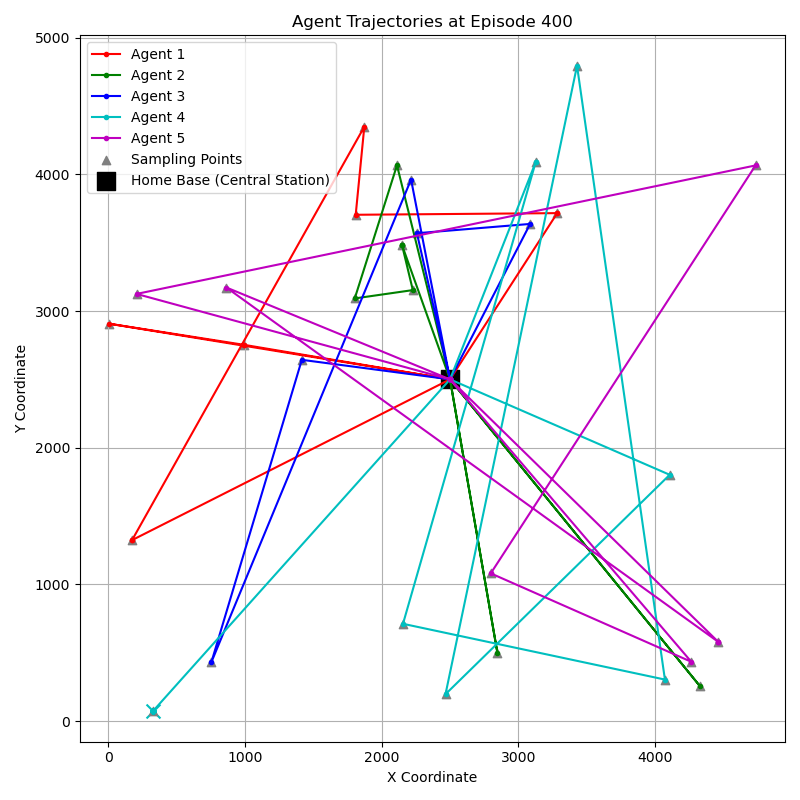 Agent Trajectories at Episode 400
Agent 1
Agent 2
Agent 3
Agent 4
Agent 5
Sampling Points
Home Base (Central Station)
Y Coordinate
5000
4000
3000
2000
1000
0
0 1000 2000 3000 4000
X Coordinate